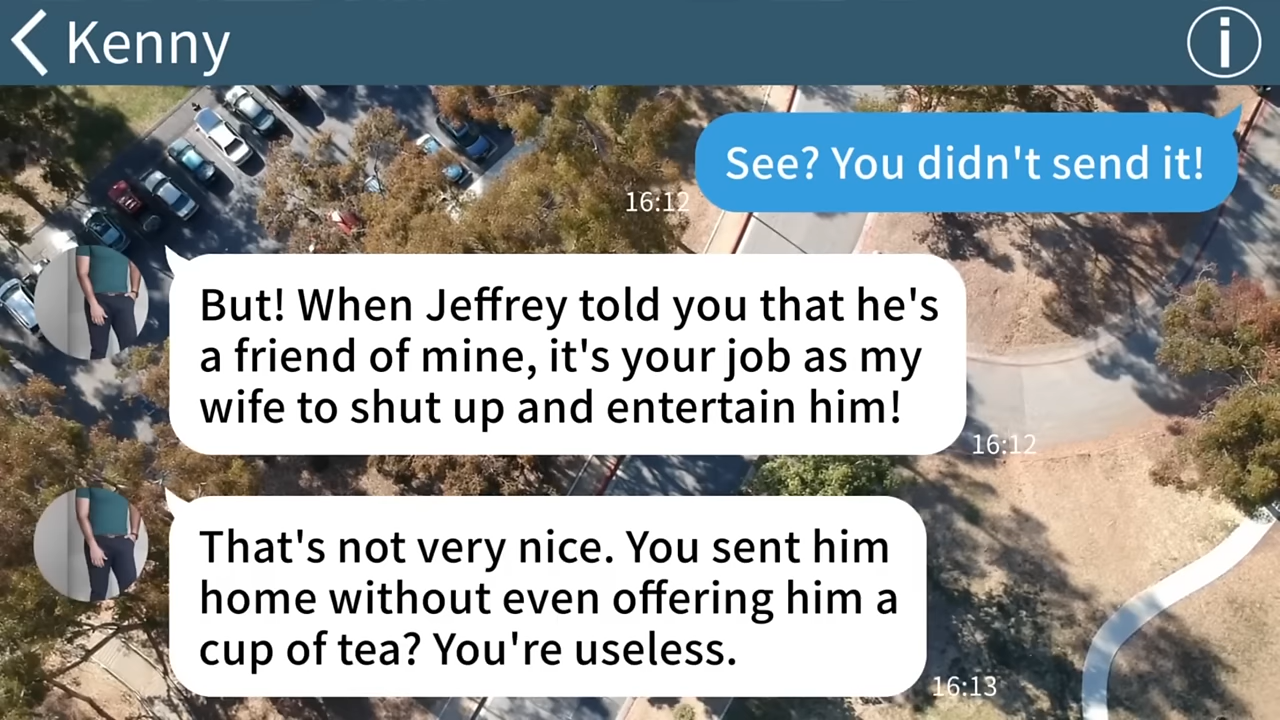 Kenny
i
See? You didn't send it!
16:12
But! When Jeffrey told you that he's
a friend of mine, it's your job as my
wife to shut up and entertain him!
16:12
That's not very nice. You sent him
home without even offering him a
cup of tea? You're useless.
16:13